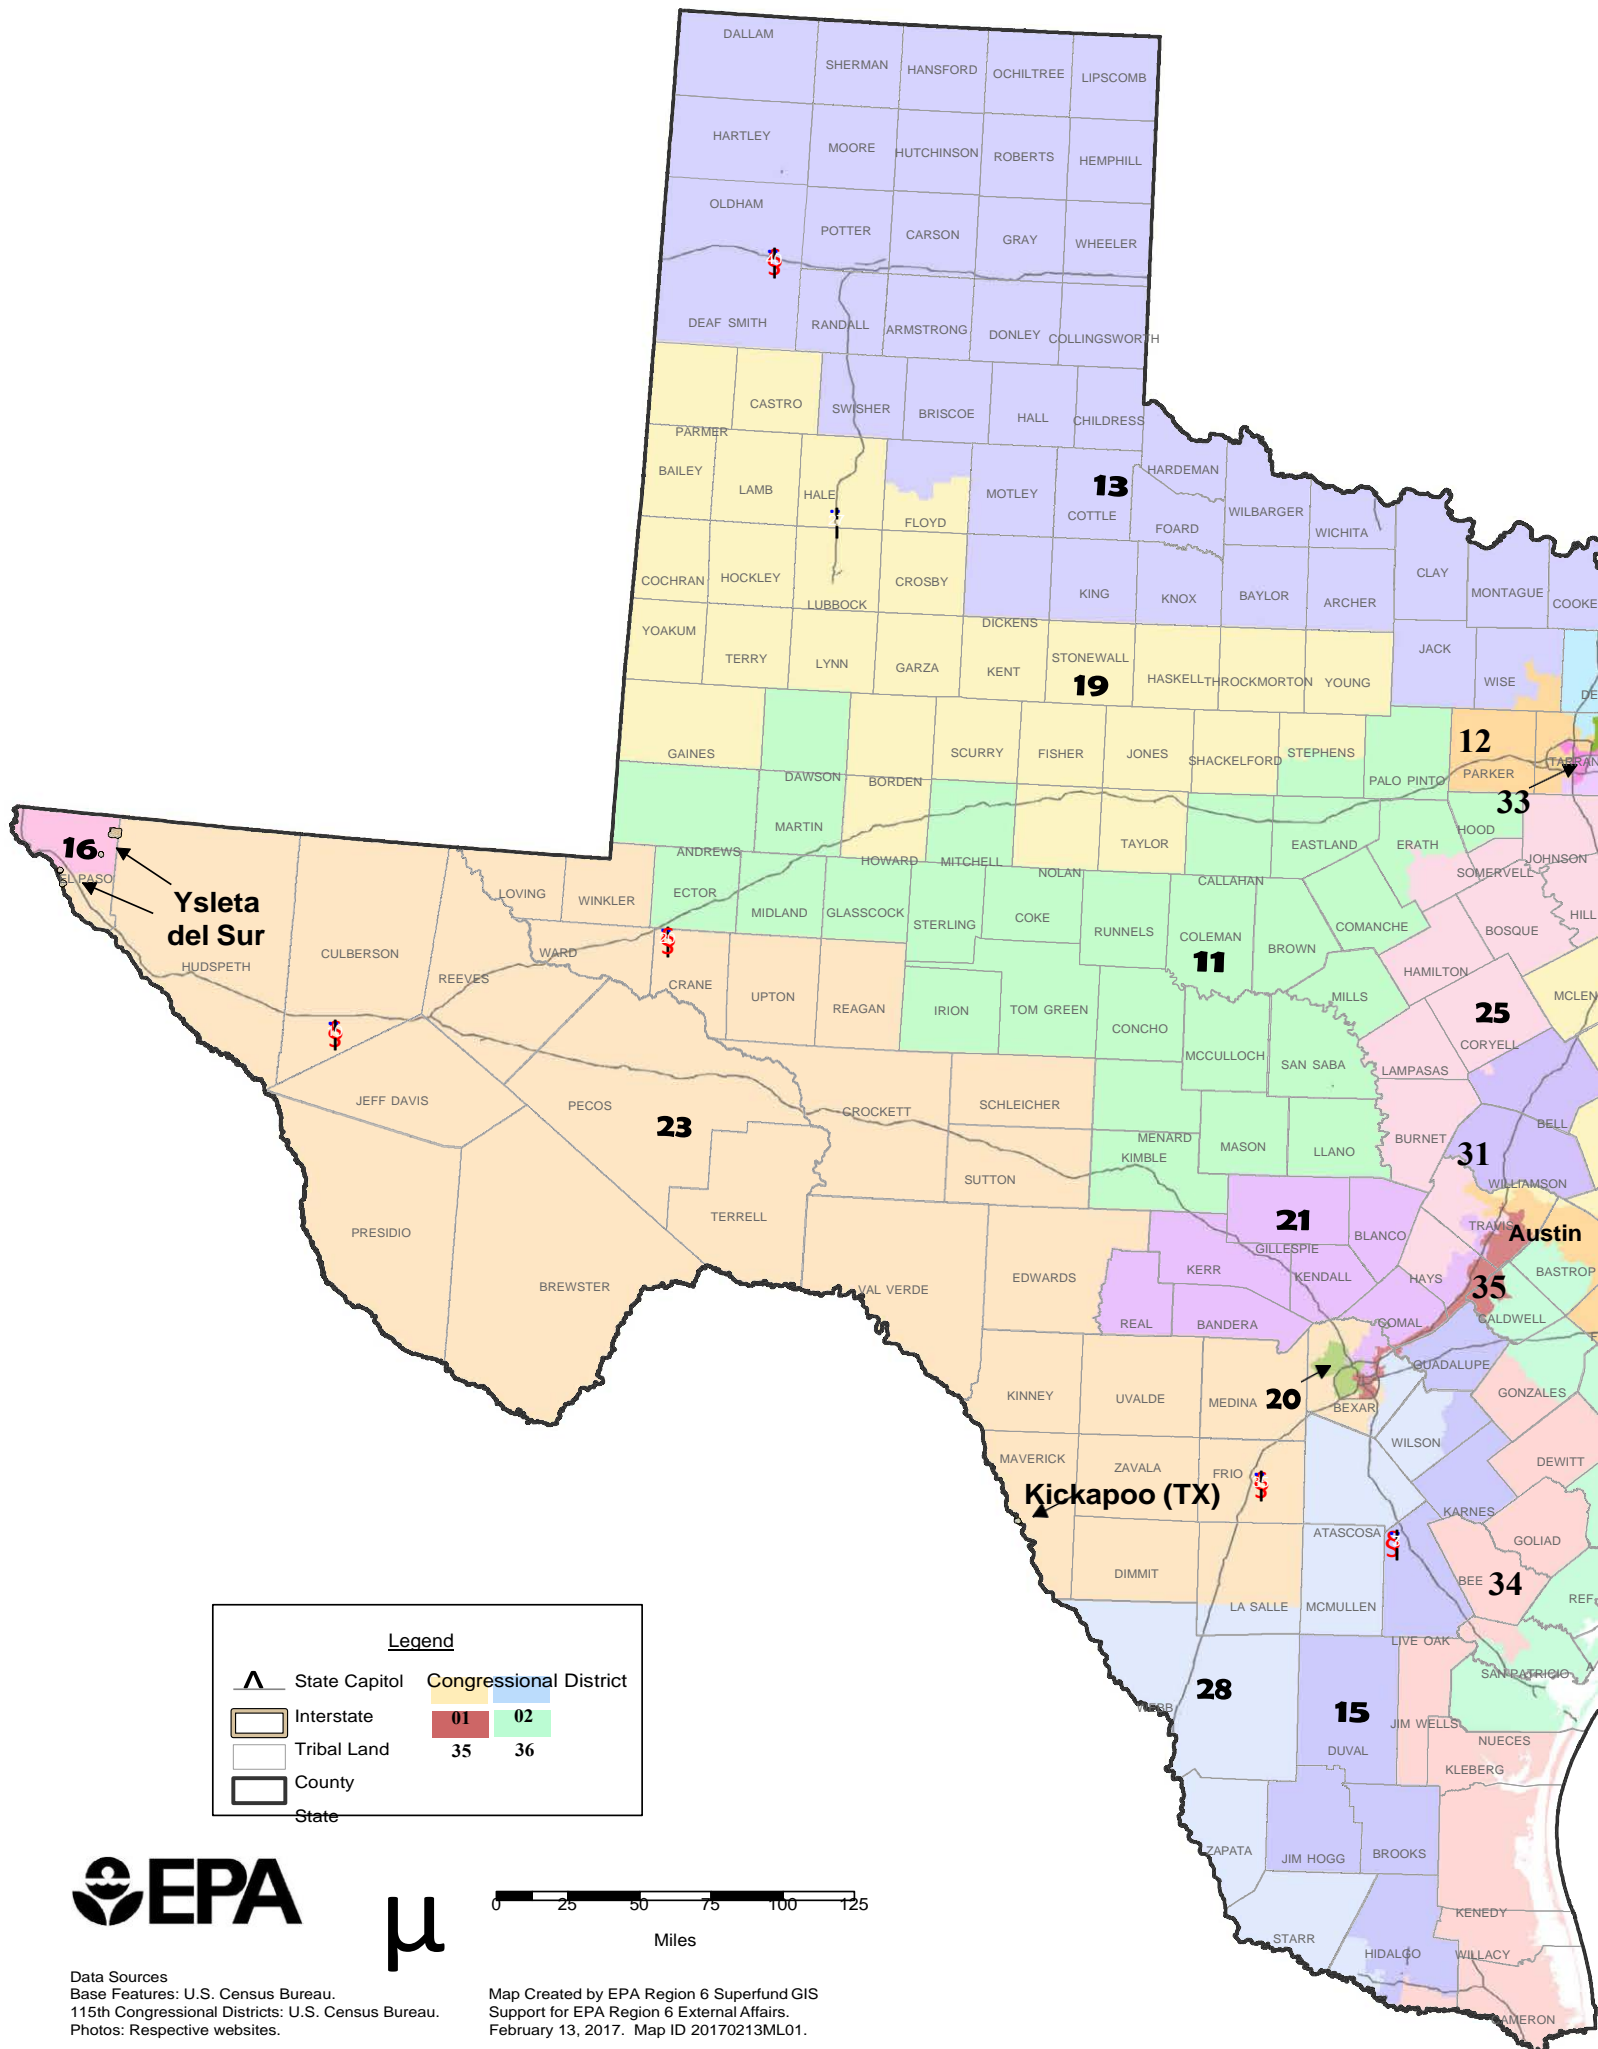 DALLAM
SHERMAN
HANSFORD
OCHILTREE
LIPSCOMB
HARTLEY
MOORE
HUTCHINSON
ROBERTS
HEMPHILL
OLDHAM
POTTER
CARSON
GRAY
WHEELER
DEAF SMITH
RANDALL
ARMSTRONG
DONLEY
COLLINGSWORTH
CASTRO
SWISHER
BRISCOE
HALL
CHILDRESS
PARMER
BAILEY
LAMB
HALE
FLOYD
MOTLEY
13
COTTLE
HARDEMAN
FOARD
WILBARGER
WICHITA
COCHRAN
HOCKLEY
LUBBOCK
CROSBY
DICKENS
KING
KNOX
BAYLOR
ARCHER
CLAY
MONTAGUE
COOKE
YOAKUM
TERRY
LYNN
GARZA
KENT
STONEWALL
19
HASKELL
THROCKMORTON
YOUNG
JACK
WISE
DE
GAINES
DAWSON
BORDEN
SCURRY
FISHER
JONES
SHACKELFORD
STEPHENS
PALO PINTO
12
PARKER
TARRAN
33
MARTIN
ANDREWS
HOWARD
MITCHELL
NOLAN
TAYLOR
CALLAHAN
EASTLAND
ERATH
HOOD
JOHNSON
SOMERVELL
16
EL PASO
Ysleta
del Sur
HUDSPETH
CULBERSON
REEVES
LOVING
WINKLER
WARD
ECTOR
MIDLAND
GLASSCOCK
STERLING
COKE
RUNNELS
COLEMAN
11
BROWN
COMANCHE
BOSQUE
HILL
HAMILTON
MILLS
25
MCLEN
CORYELL
CRANE
UPTON
REAGAN
IRION
TOM GREEN
CONCHO
MCCULLOCH
SAN SABA
LAMPASAS
JEFF DAVIS
PECOS
23
CROCKETT
SCHLEICHER
MENARD
KIMBLE
MASON
LLANO
BURNET
BELL
31
WILLIAMSON
SUTTON
TERRELL
PRESIDIO
BREWSTER
VAL VERDE
EDWARDS
21
GILLESPIE
BLANCO
TRAVIS
Austin
KERR
KENDALL
HAYS
35
BASTROP
CALDWELL
REAL
BANDERA
COMAL
GUADALUPE
F
KINNEY
UVALDE
MEDINA
20
BEXAR
GONZALES
WILSON
DEWITT
MAVERICK
ZAVALA
FRIO
Kickapoo (TX)
KARNES
ATASCOSA
GOLIAD
DIMMIT
BEE
34
REF
LA SALLE
MCMULLEN
LIVE OAK
SAN PATRICIO
A
WEBB
28
15
DUVAL
JIM WELLS
NUECES
KLEBERG
ZAPATA
JIM HOGG
BROOKS
KENEDY
STARR
HIDALGO
WILLACY
CAMERON
Legend
State Capitol
Congressional District
Interstate
01
02
Tribal Land
35
36
County
State
EPA
µ
0 25 50 75 100 125
Miles
Data Sources
Base Features: U.S. Census Bureau.
115th Congressional Districts: U.S. Census Bureau.
Photos: Respective websites.
Map Created by EPA Region 6 Superfund GIS
Support for EPA Region 6 External Affairs.
February 13, 2017. Map ID 20170213ML01.